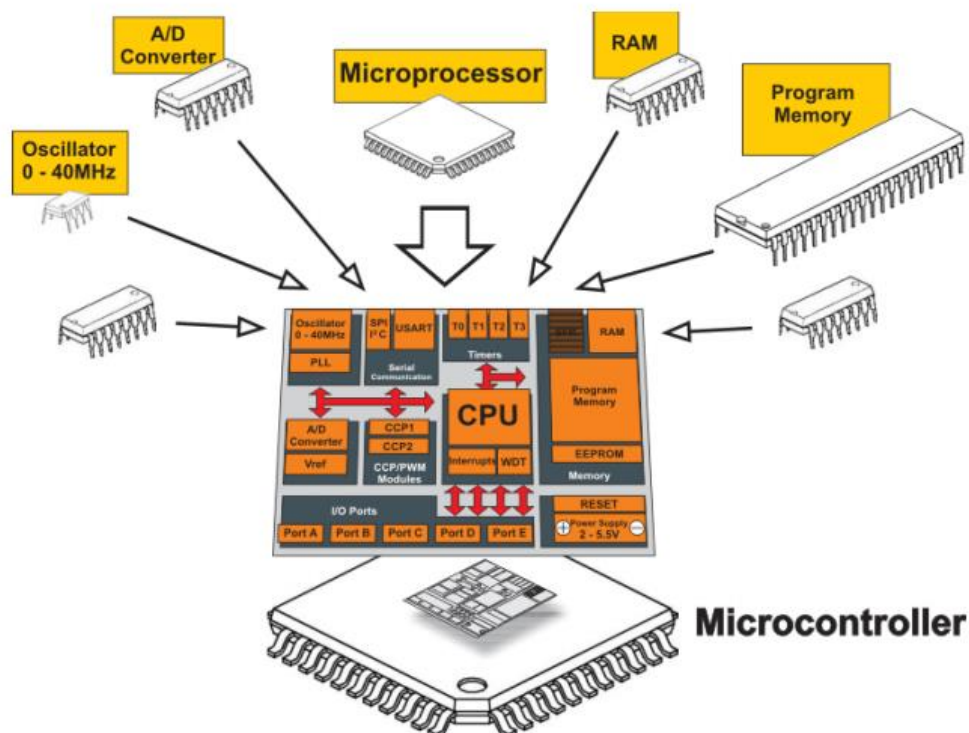 A/D
Converter
Microprocessor
RAM
Program
Memory
Oscillator
0 - 40MHz
Oscillator
0 - 40MHz
PLL
SPI
I²C
USART
Serial
Communication
T0
T1
T2
T3
Timers
RAM
Program
Memory
EEPROM
Memory
A/D
Converter
Vref
CCP1
CCP2
CCP/PWM
Modules
CPU
Interrupts
WDT
I/O Ports
Port A
Port B
Port C
Port D
Port E
RESET
Power Supply
2 - 5.5V
Microcontroller